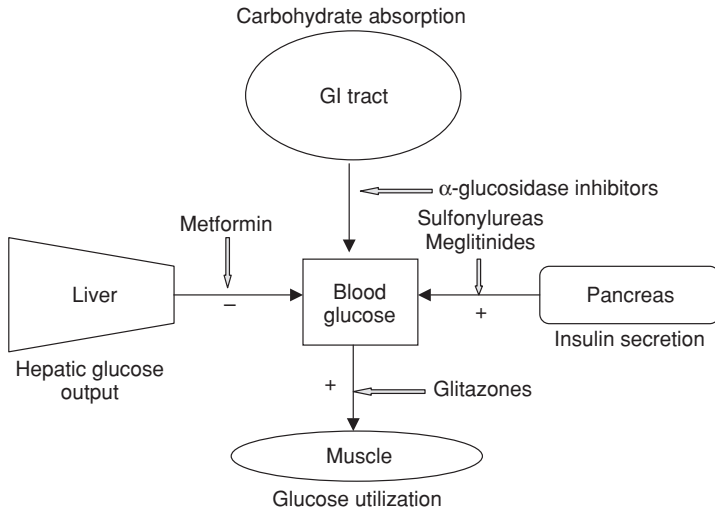 Carbohydrate absorption
GI tract
α-glucosidase inhibitors
Metformin
Sulfonylureas
Meglitinides
Liver
–
Blood
glucose
+
Pancreas
Hepatic glucose
output
Insulin secretion
+
Glitazones
Muscle
Glucose utilization